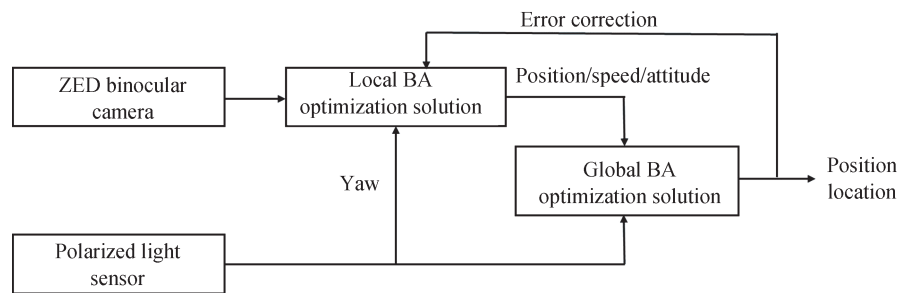 Error correction
ZED binocular
camera
Local BA
optimization solution
Position/speed/attitude
Yaw
Global BA
optimization solution
Position
location
Polarized light
sensor